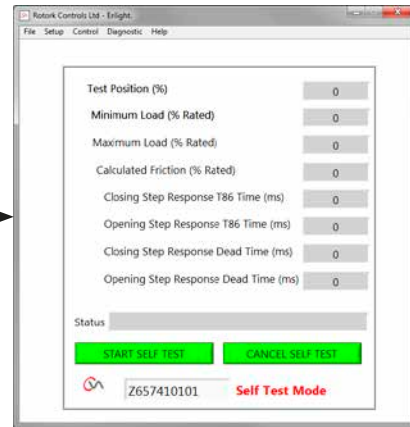 Rotork Controls Ltd - Enlight.
File Setup Control Diagnostic Help
Test Position (%) 0
Minimum Load (% Rated) 0
Maximum Load (% Rated) 0
Calculated Friction (% Rated) 0
Closing Step Response T86 Time (ms) 0
Opening Step Response T86 Time (ms) 0
Closing Step Response Dead Time (ms) 0
Opening Step Response Dead Time (ms) 0
Status
START SELF TEST CANCEL SELF TEST
Z657410101 Self Test Mode